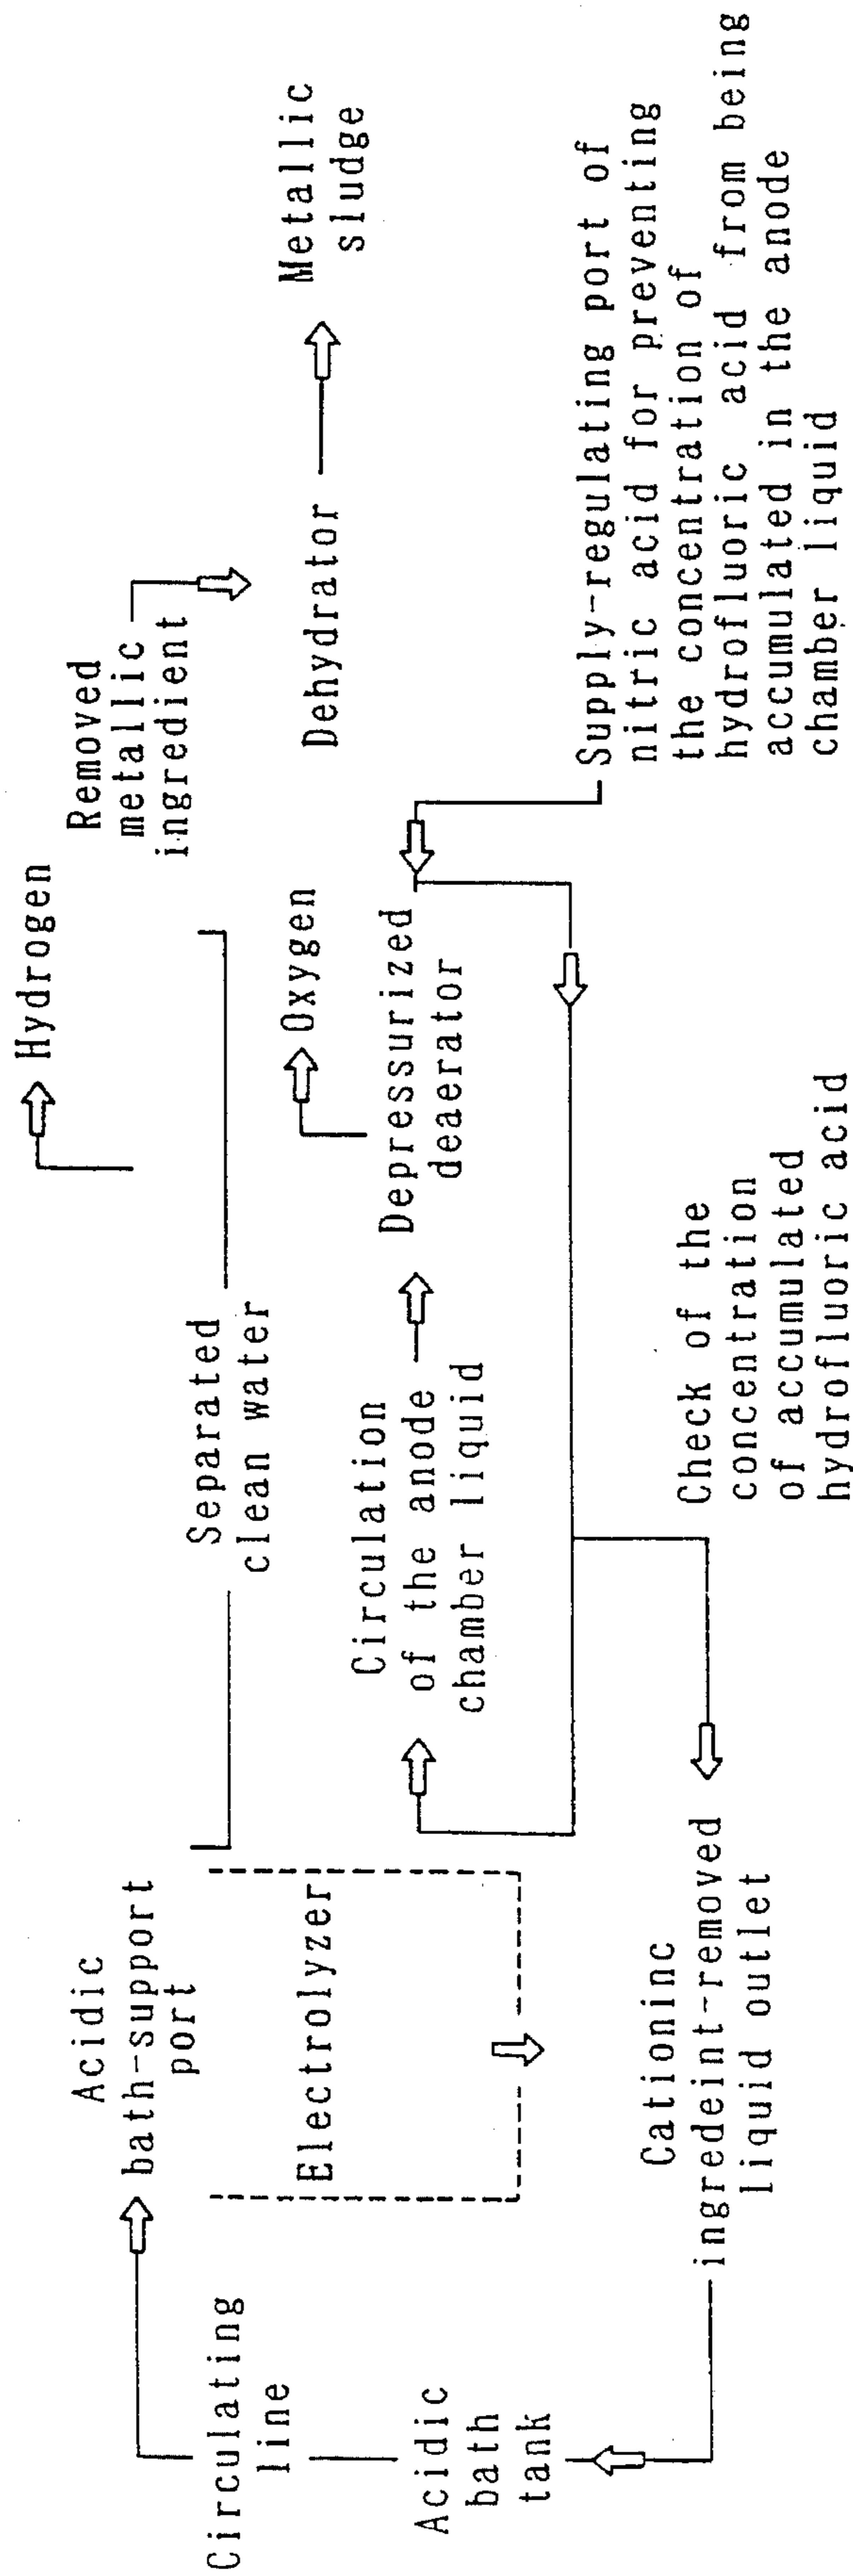 Hydrogen
Removed
metallic
ingredient
Metallic
sludge
Dehydrator
Separated
clean water
Oxygen
Acidic
bath-support
port
Circulating
line
Electrolyzer
Circulation
of the anode
chamber liquid
Depressurized
deaerator
Acidic
bath
tank
Supply-regulating port of
nitric acid for preventing
the concentration of
hydrofluoric acid from being
accumulated in the anode
chamber liquid
Cationinc
ingredeint-removed
liquid outlet
Check of the
concentration
of accumulated
hydrofluoric acid